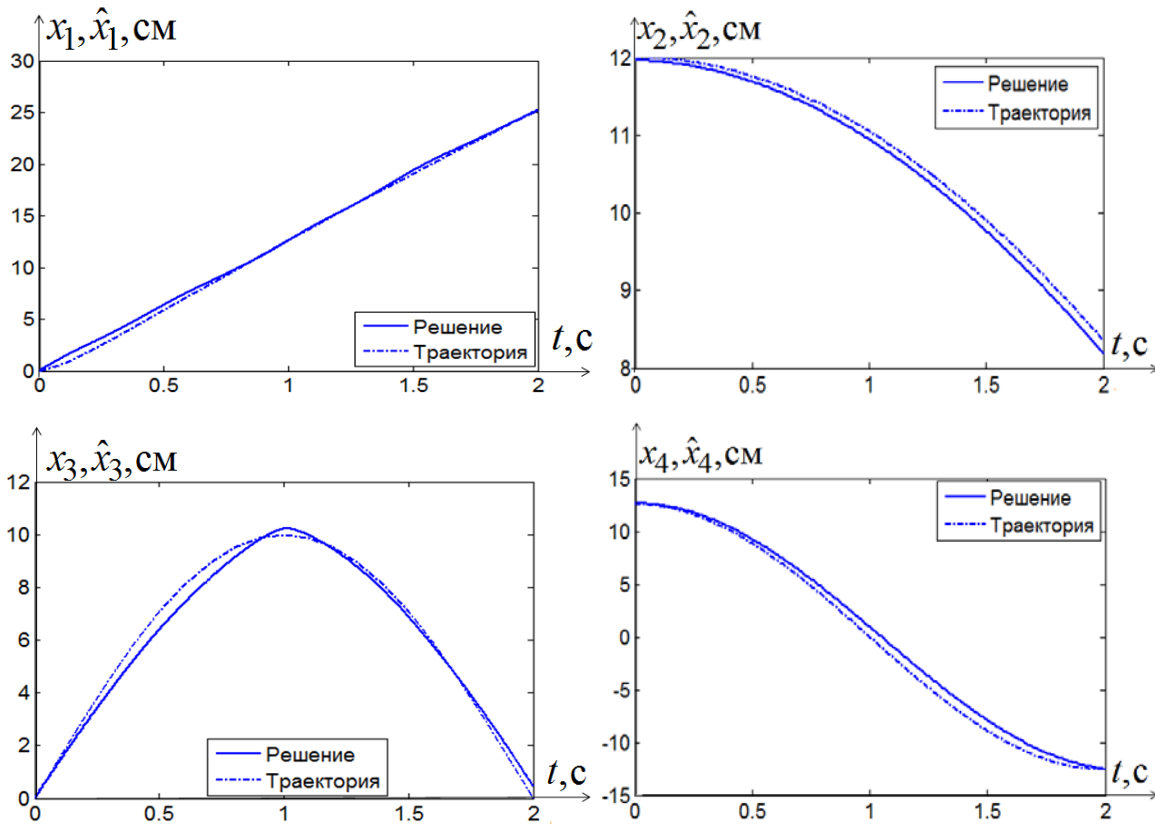 x₁, x̂₁, см
30
25
20
15
10
5
0
0 0.5 1 1.5 2
t, с
Решение
Траектория
x₂, x̂₂, см
12
11
10
9
8
0 0.5 1 1.5 2
t, с
Решение
Траектория
x₃, x̂₃, см
12
10
8
6
4
2
0
0 0.5 1 1.5 2
t, с
Решение
Траектория
x₄, x̂₄, см
15
10
5
0
-5
-10
-15
0 0.5 1 1.5 2
t, с
Решение
Траектория